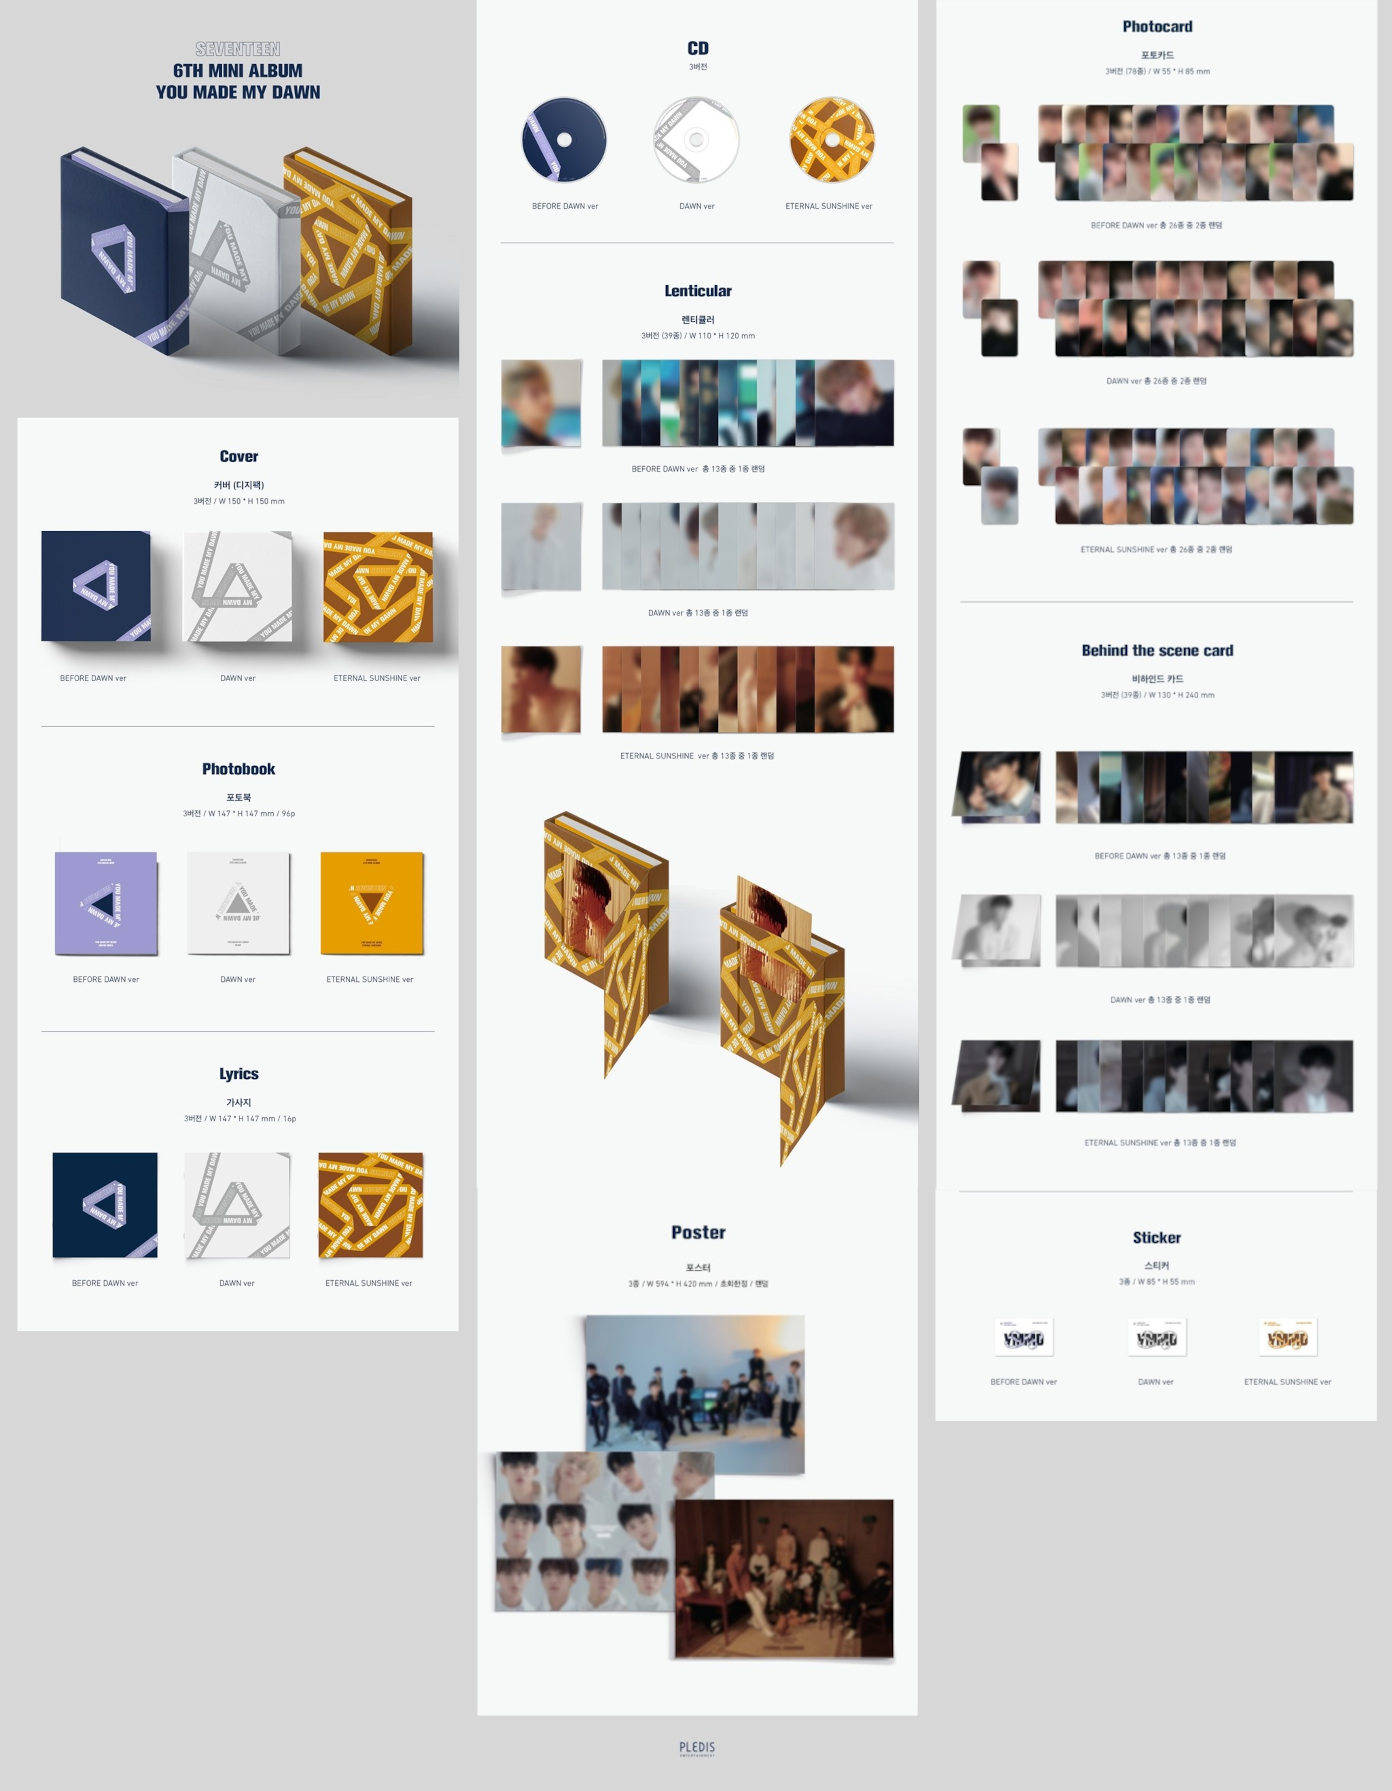 SEVENTEEN
6TH MINI ALBUM
YOU MADE MY DAWN
Cover
커버 (디지팩)
3버전 / W 150 * H 150 mm
BEFORE DAWN ver
DAWN ver
ETERNAL SUNSHINE ver
Photobook
포토북
3버전 / W 147 * H 147 mm / 96p
BEFORE DAWN ver
DAWN ver
ETERNAL SUNSHINE ver
Lyrics
가사지
3버전 / W 147 * H 147 mm / 16p
BEFORE DAWN ver
DAWN ver
ETERNAL SUNSHINE ver
CD
3버전
BEFORE DAWN ver
DAWN ver
ETERNAL SUNSHINE ver
Lenticular
렌티큘러
3버전 (39종) / W 110 * H 120 mm
BEFORE DAWN ver 총 13종 중 1종 랜덤
DAWN ver 총 13종 중 1종 랜덤
ETERNAL SUNSHINE ver 총 13종 중 1종 랜덤
Poster
포스터
3종 / W 594 * H 420 mm / 초회한정 / 랜덤
Photocard
포토카드
3버전 (78종) / W 55 * H 85 mm
BEFORE DAWN ver 총 26종 중 2종 랜덤
DAWN ver 총 26종 중 2종 랜덤
ETERNAL SUNSHINE ver 총 26종 중 2종 랜덤
Behind the scene card
비하인드 카드
3버전 (39종) / W 130 * H 240 mm
BEFORE DAWN ver 총 13종 중 1종 랜덤
DAWN ver 총 13종 중 1종 랜덤
ETERNAL SUNSHINE ver 총 13종 중 1종 랜덤
Sticker
스티커
3종 / W 85 * H 55 mm
YMMD
YMMD
YMMD
BEFORE DAWN ver
DAWN ver
ETERNAL SUNSHINE ver
PLEDIS
ENTERTAINMENT